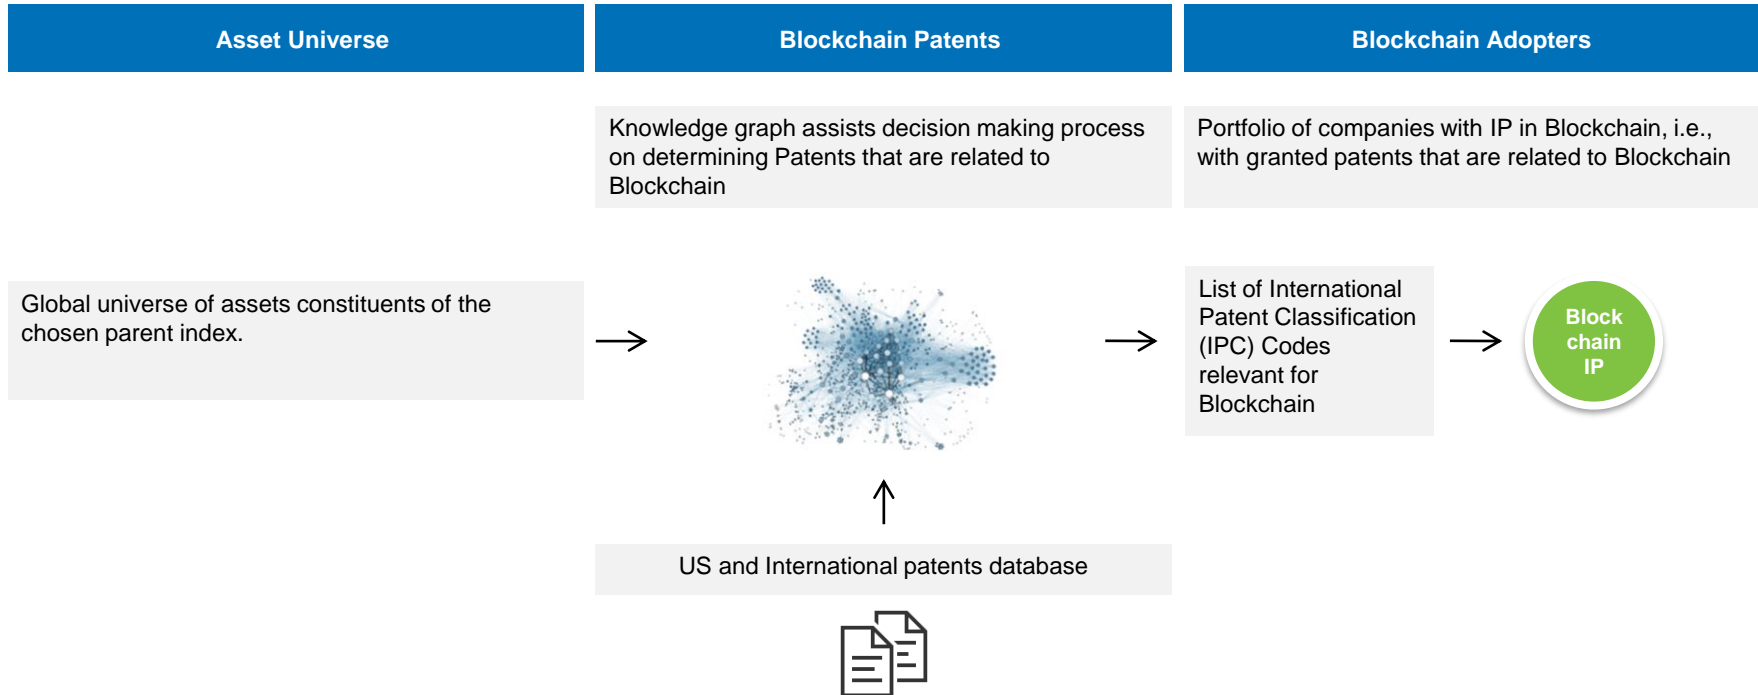 Asset Universe
Blockchain Patents
Blockchain Adopters
Knowledge graph assists decision making process
on determining Patents that are related to
Blockchain
Portfolio of companies with IP in Blockchain, i.e.,
with granted patents that are related to Blockchain
Global universe of assets constituents of the
chosen parent index.
List of International
Patent Classification
(IPC) Codes
relevant for
Blockchain
Block
chain
IP
US and International patents database